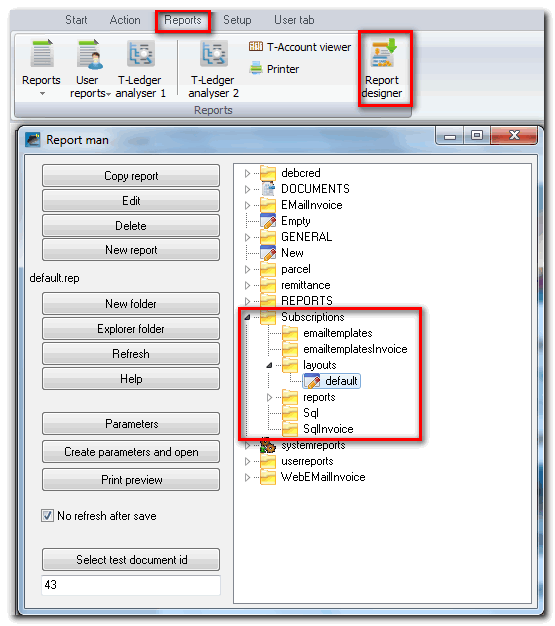 Start Action Reports Setup User tab
Reports
User reports
T-Ledger analyser 1
T-Ledger analyser 2
T-Account viewer
Printer
Report designer
Reports
Report man
Copy report
Edit
Delete
New report
default.rep
New folder
Explorer folder
Refresh
Help
Parameters
Create parameters and open
Print preview
No refresh after save
Select test document id
43
debcred
DOCUMENTS
EMailInvoice
Empty
GENERAL
New
parcel
remittance
REPORTS
Subscriptions
emailtemplates
emailtemplatesInvoice
layouts
default
reports
Sql
SqlInvoice
systemreports
userreports
WebEMailInvoice